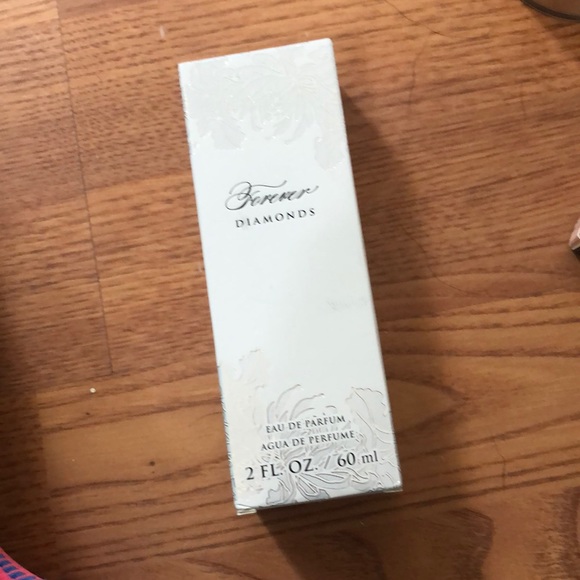 Forever
DIAMONDS
EAU DE PARFUM
AGUA DE PERFUME
2 FL. OZ. / 60 ml